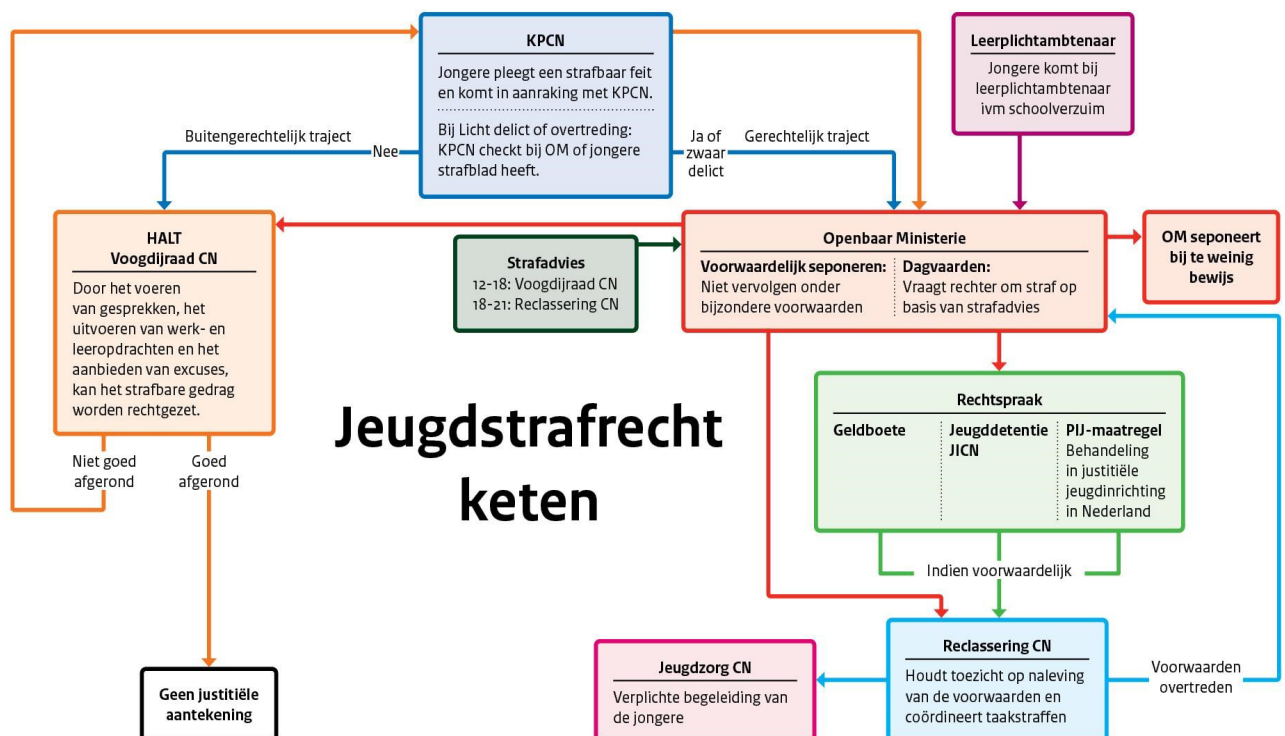 KPCN
Jongere pleegt een strafbaar feit
en komt in aanraking met KPCN.
Bij Licht delict of overtreding:
KPCN checkt bij OM of jongere
strafblad heeft.
Leerplichtambtenaar
Jongere komt bij
leerplichtambtenaar
ivm schoolverzuim
Buitengerechtelijk traject
Nee
Ja of
zwaar
delict
Gerechtelijk traject
HALT
Voogdijraad CN
Door het voeren
van gesprekken, het
uitvoeren van werk- en
leeropdrachten en het
aanbieden van excuses,
kan het strafbare gedrag
worden rechtgezet.
Strafadvies
12-18: Voogdijraad CN
18-21: Reclassering CN
Openbaar Ministerie
Voorwaardelijk seponeren:
Niet vervolgen onder
bijzondere voorwaarden
Dagvaarden:
Vraagt rechter om straf op
basis van strafadvies
OM seponeert
bij te weinig
bewijs
Jeugdstrafrecht
keten
Rechtspraak
Geldboete
Jeugddetentie
JICN
PIJ-maatregel
Behandeling
in justitiële
jeugdinrichting
in Nederland
Niet goed
afgerond
Goed
afgerond
Indien voorwaardelijk
Geen justitiële
aantekening
Jeugdzorg CN
Verplichte begeleiding van
de jongere
Reclassering CN
Houdt toezicht op naleving
van de voorwaarden en
coördineert taakstraffen
Voorwaarden
overtreden